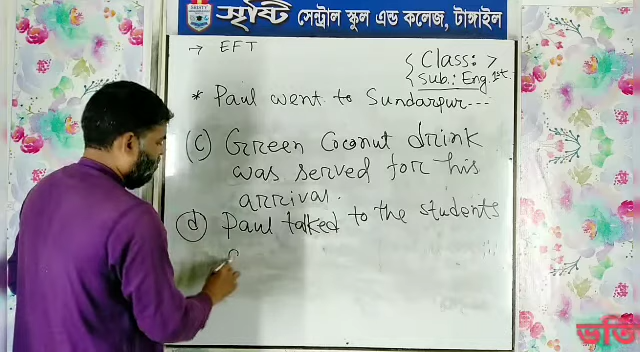 সৃষ্টি সেন্ট্রাল স্কুল এন্ড কলেজ, টাঙ্গাইল
→ EFT
Class: 7
Sub.: Eng. 1st
* Paul went to Sundarpur---
(c) Green Coconut drink
was served for his
arrival.
(d) Paul talked to the students
ভর্তি